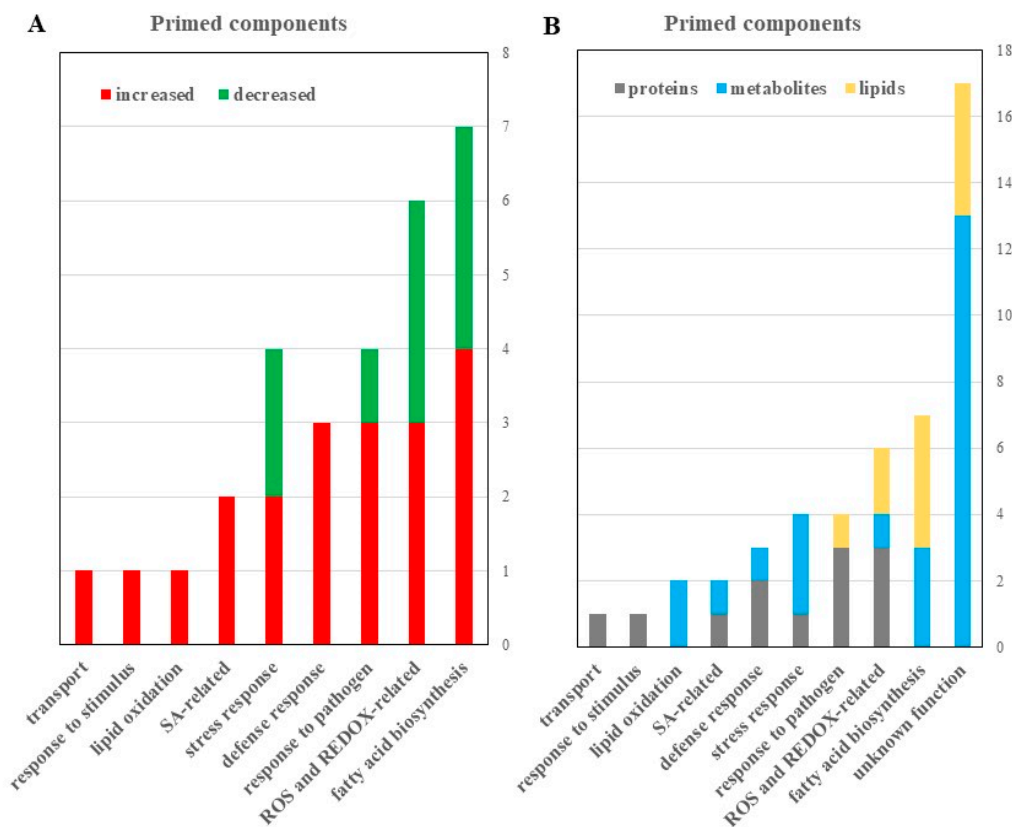 A
Primed components
increased
decreased
8
7
6
5
4
3
2
1
0
transport
response to stimulus
lipid oxidation
SA-related
stress response
defense response
response to pathogen
ROS and REDOX-related
fatty acid biosynthesis
B
Primed components
proteins
metabolites
lipids
18
16
14
12
10
8
6
4
2
0
transport
response to stimulus
lipid oxidation
SA-related
defense response
stress response
response to pathogen
ROS and REDOX-related
fatty acid biosynthesis
unknown function